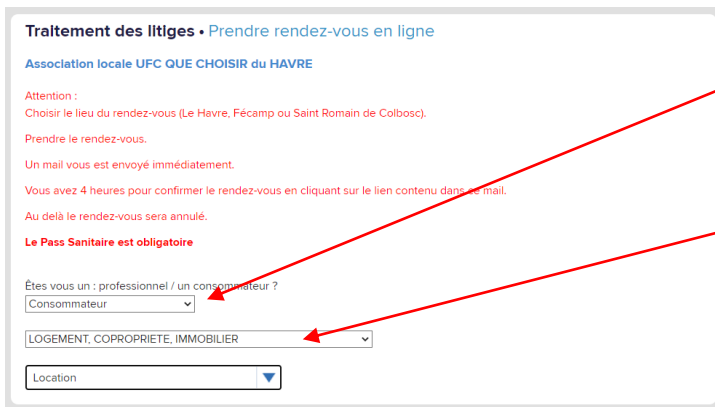 Traitement des litiges • Prendre rendez-vous en ligne
Association locale UFC QUE CHOISIR du HAVRE
Attention :
Choisir le lieu du rendez-vous (Le Havre, Fécamp ou Saint Romain de Colbosc).
Prendre le rendez-vous.
Un mail vous est envoyé immédiatement.
Vous avez 4 heures pour confirmer le rendez-vous en cliquant sur le lien contenu dans ce mail.
Au delà le rendez-vous sera annulé.
Le Pass Sanitaire est obligatoire
Êtes vous un : professionnel / un consommateur ?
Consommateur
LOGEMENT, COPROPRIETE, IMMOBILIER
Location